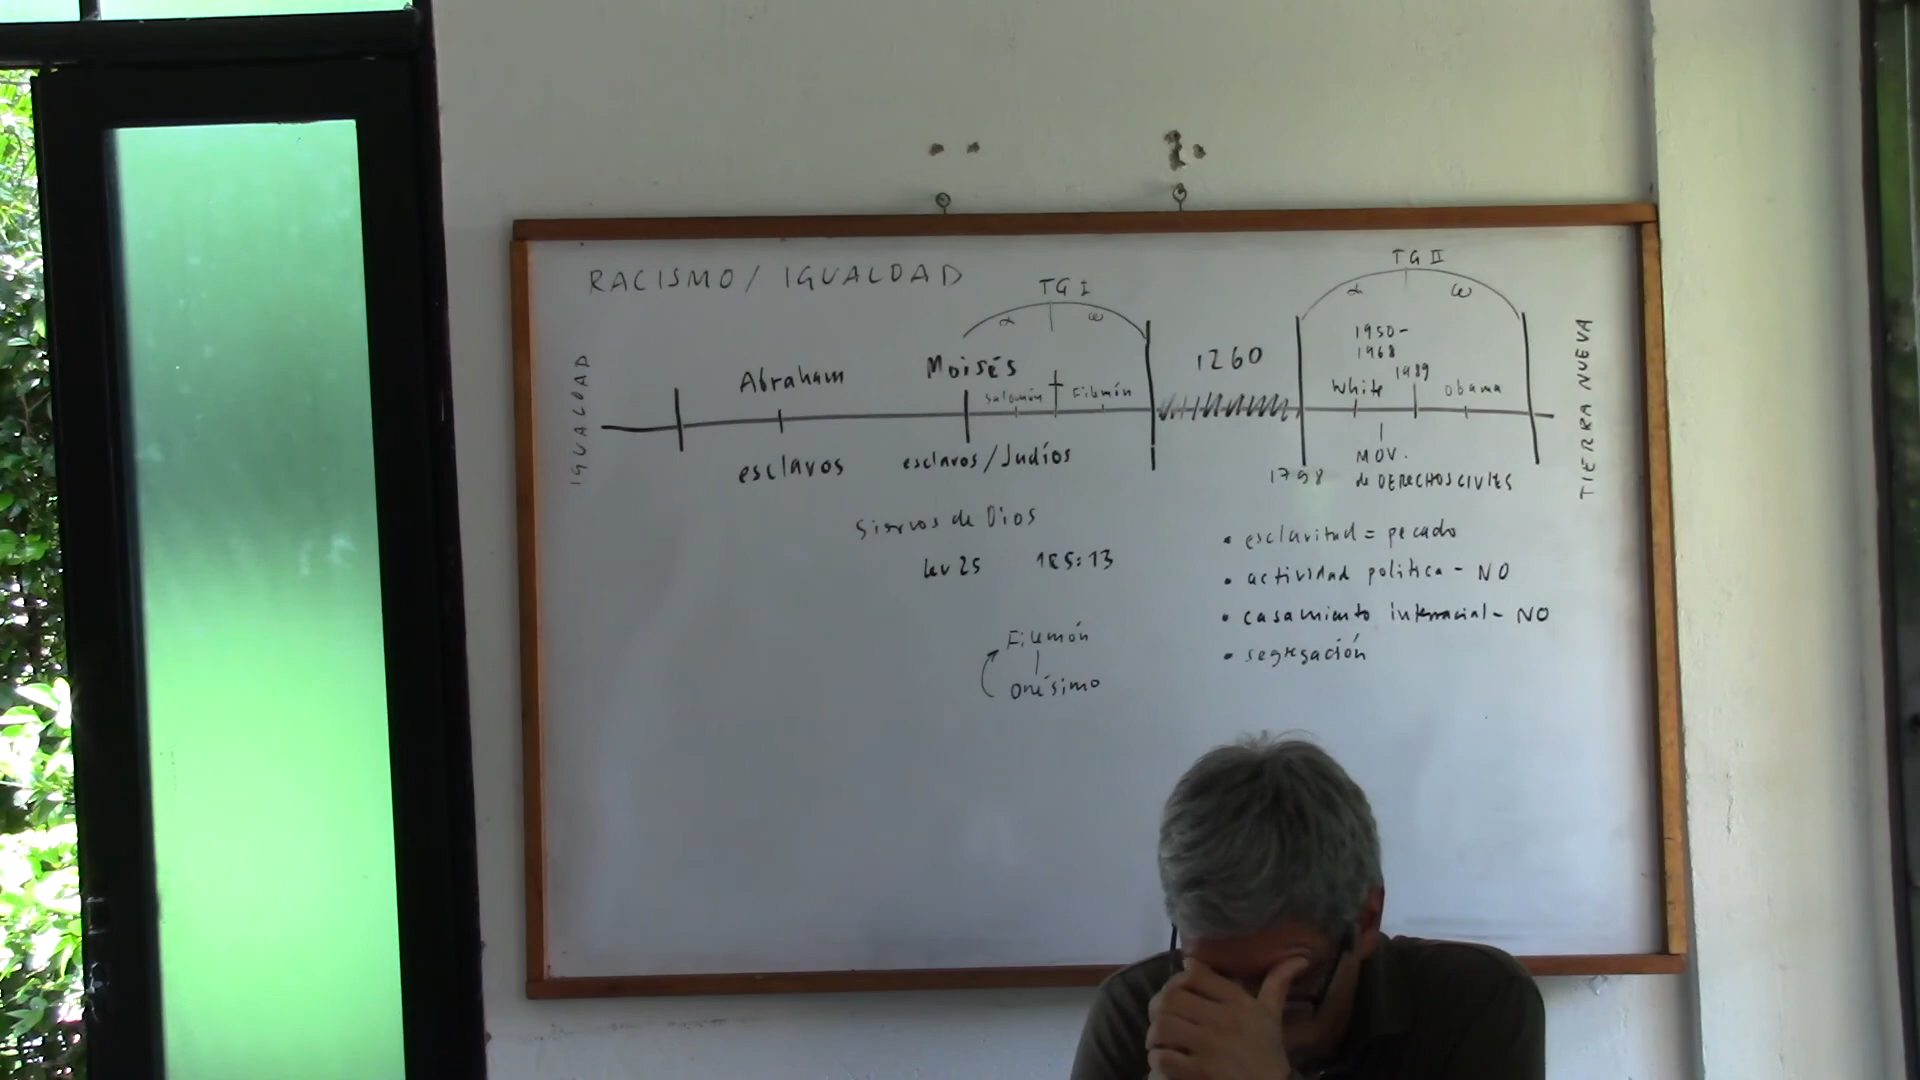 RACISMO / IGUALDAD
TG I
α ω
TG II
α ω
IGUALDAD
Abraham
Moisés
Salomón
Filemón
1260
1950-
1968
1989
White
Obama
TIERRA NUEVA
esclavos
esclavos/Judíos
1798
MOV.
de DERECHOS CIVILES
Siervos de Dios
Lev 25 1R5:13
Filemón
Onésimo
• esclavitud = pecado
• actividad politica - NO
• casamiento interracial - NO
• segregación